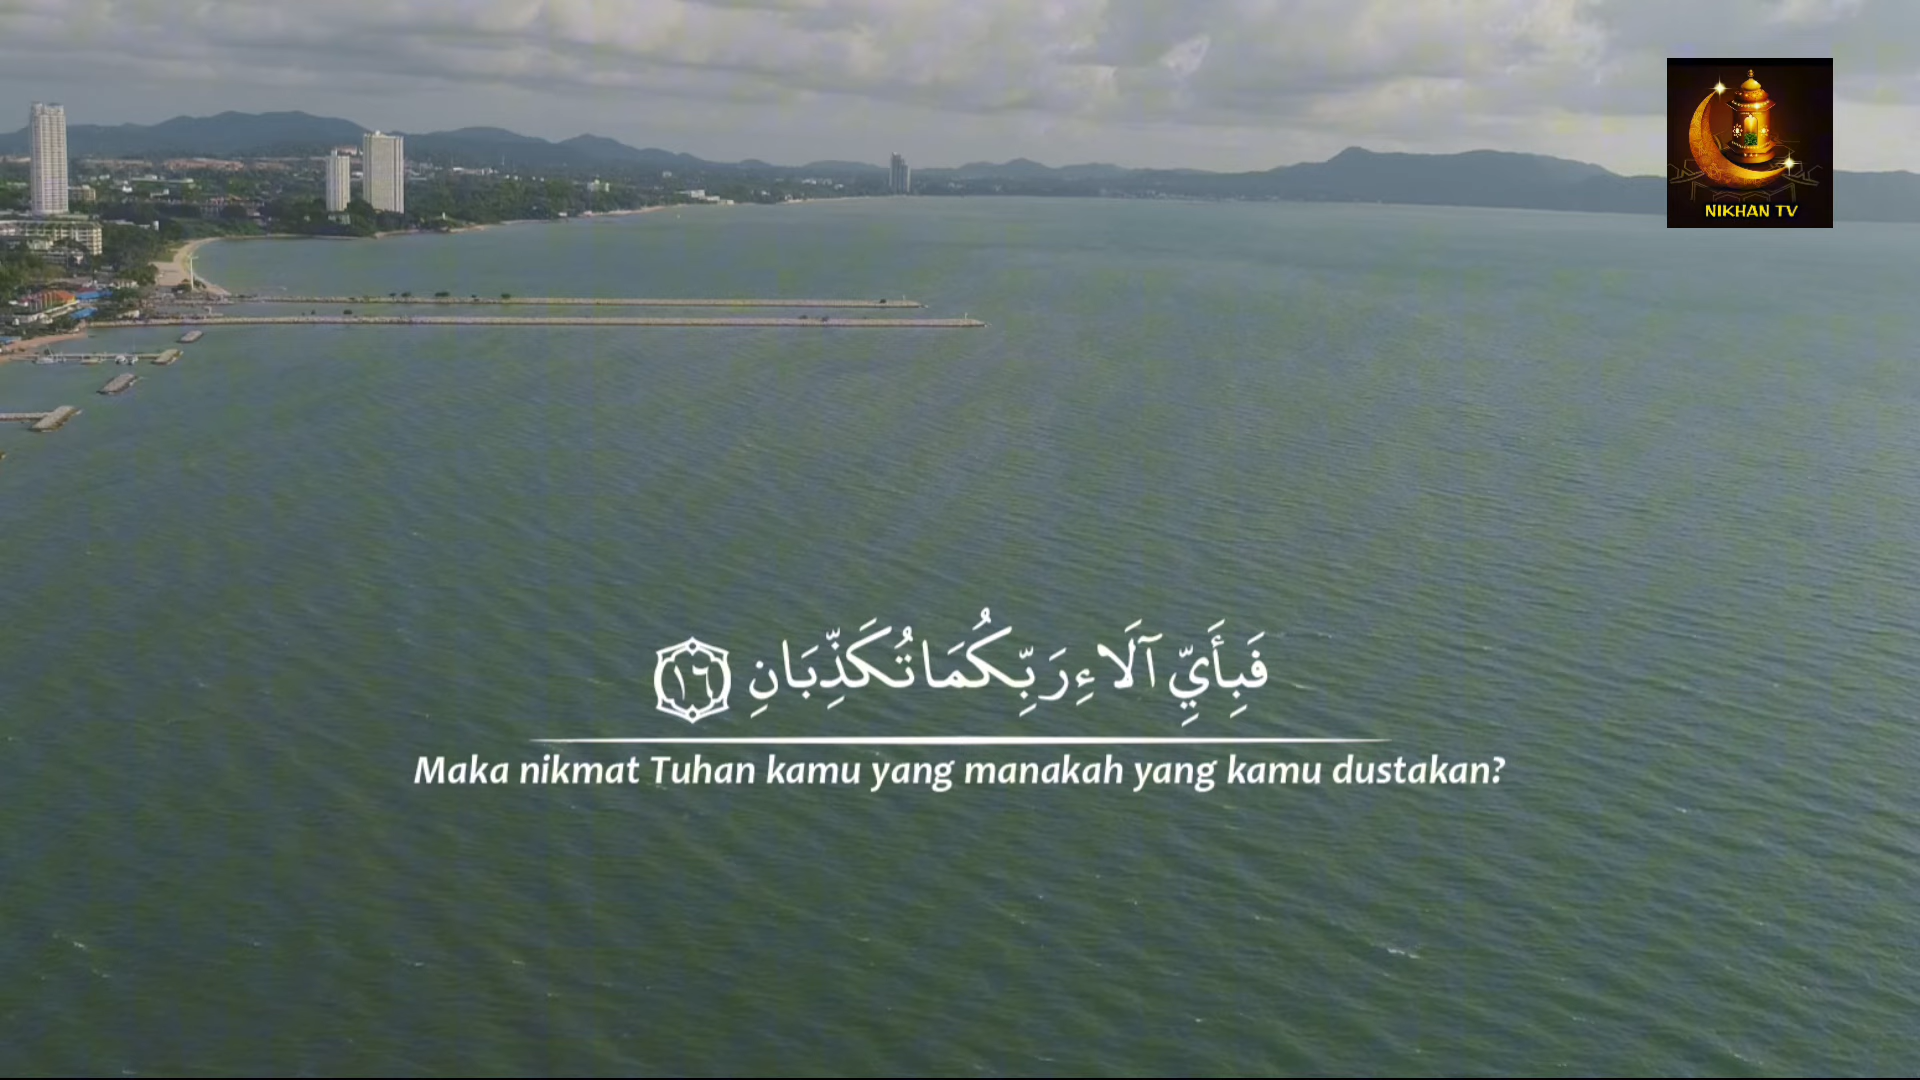 NIKHAN TV
فَبِأَيِّ آلَاءِ رَبِّكُمَا تُكَذِّبَانِ ١٦
Maka nikmat Tuhan kamu yang manakah yang kamu dustakan?